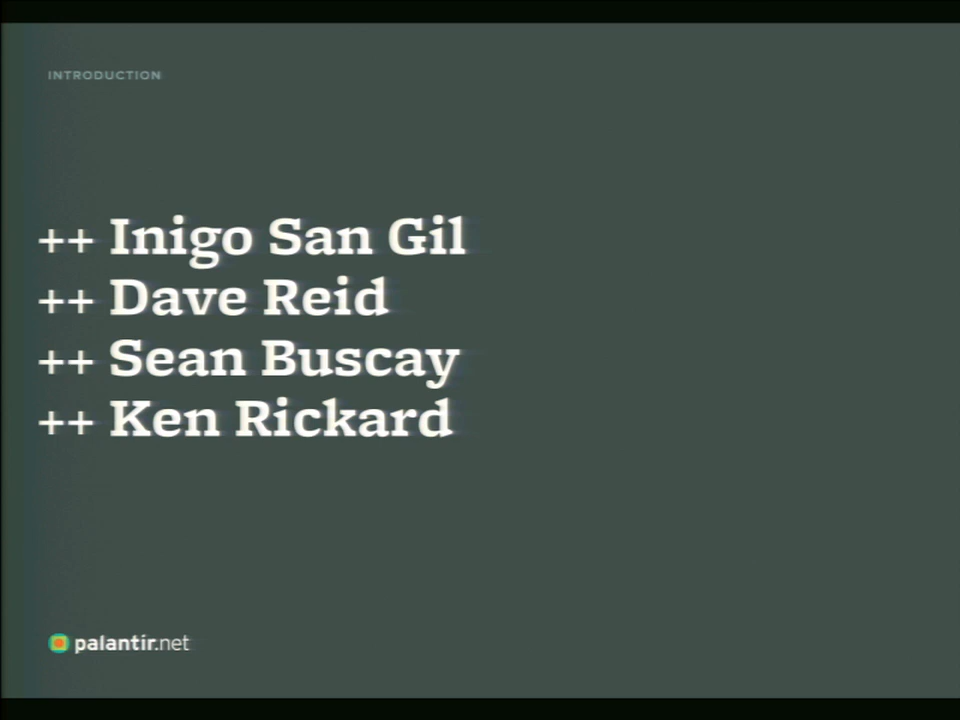 INTRODUCTION
++ Inigo San Gil
++ Dave Reid
++ Sean Buscay
++ Ken Rickard
palantir.net